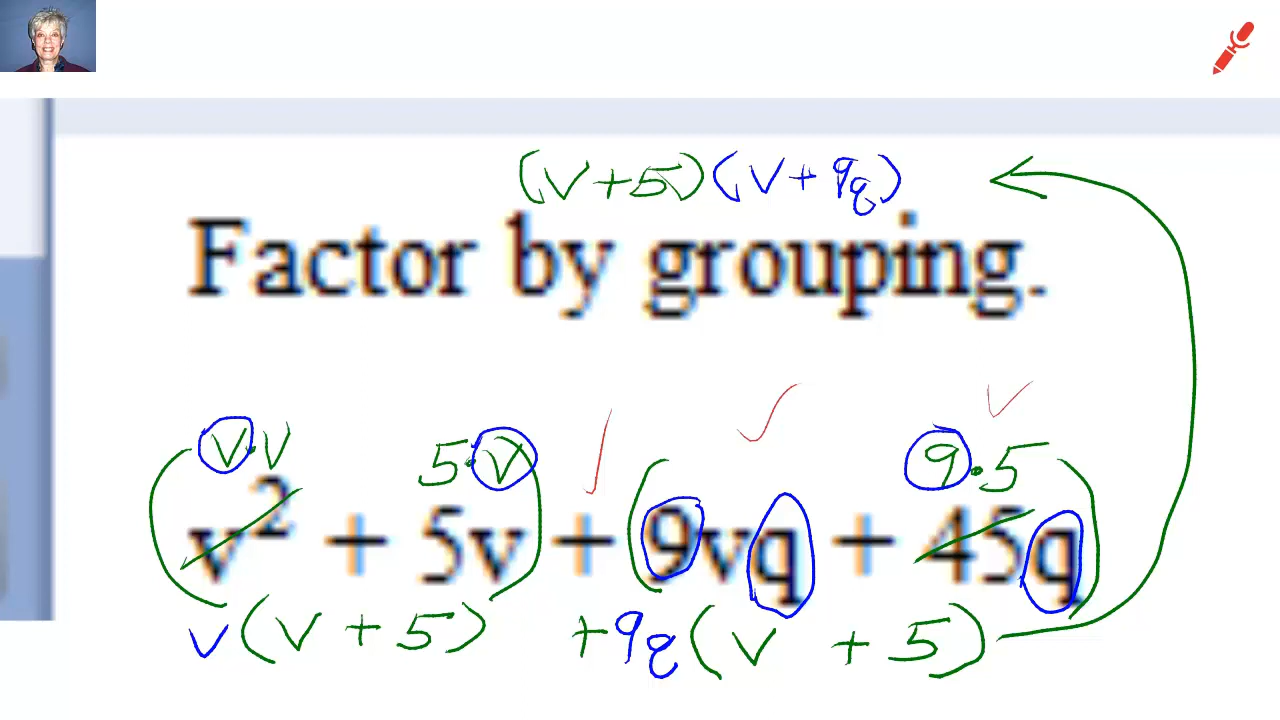 (v+5)(v+9q)
Factor by grouping.
v·v 5·v 9·5
v² + 5v + (9vq + 45q)
v(v+5) +9q(v+5)